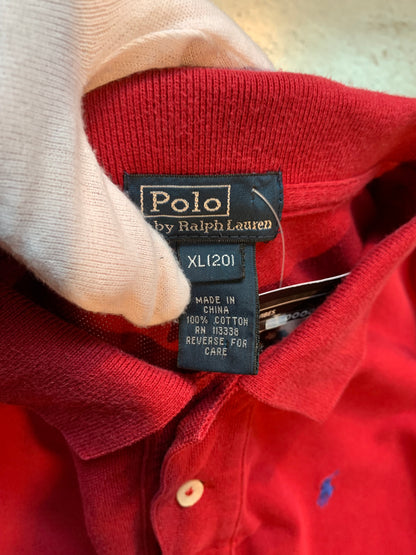 Polo
by Ralph Lauren
XL(20)
MADE IN
CHINA
100% COTTON
RN 113338
REVERSE FOR
CARE